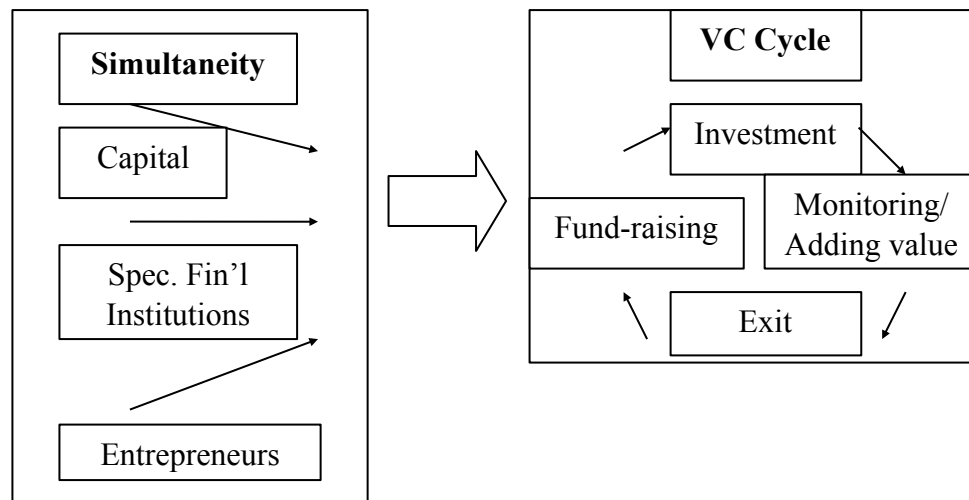 Simultaneity
Capital
Spec. Fin'l
Institutions
Entrepreneurs
VC Cycle
Investment
Fund-raising
Monitoring/
Adding value
Exit